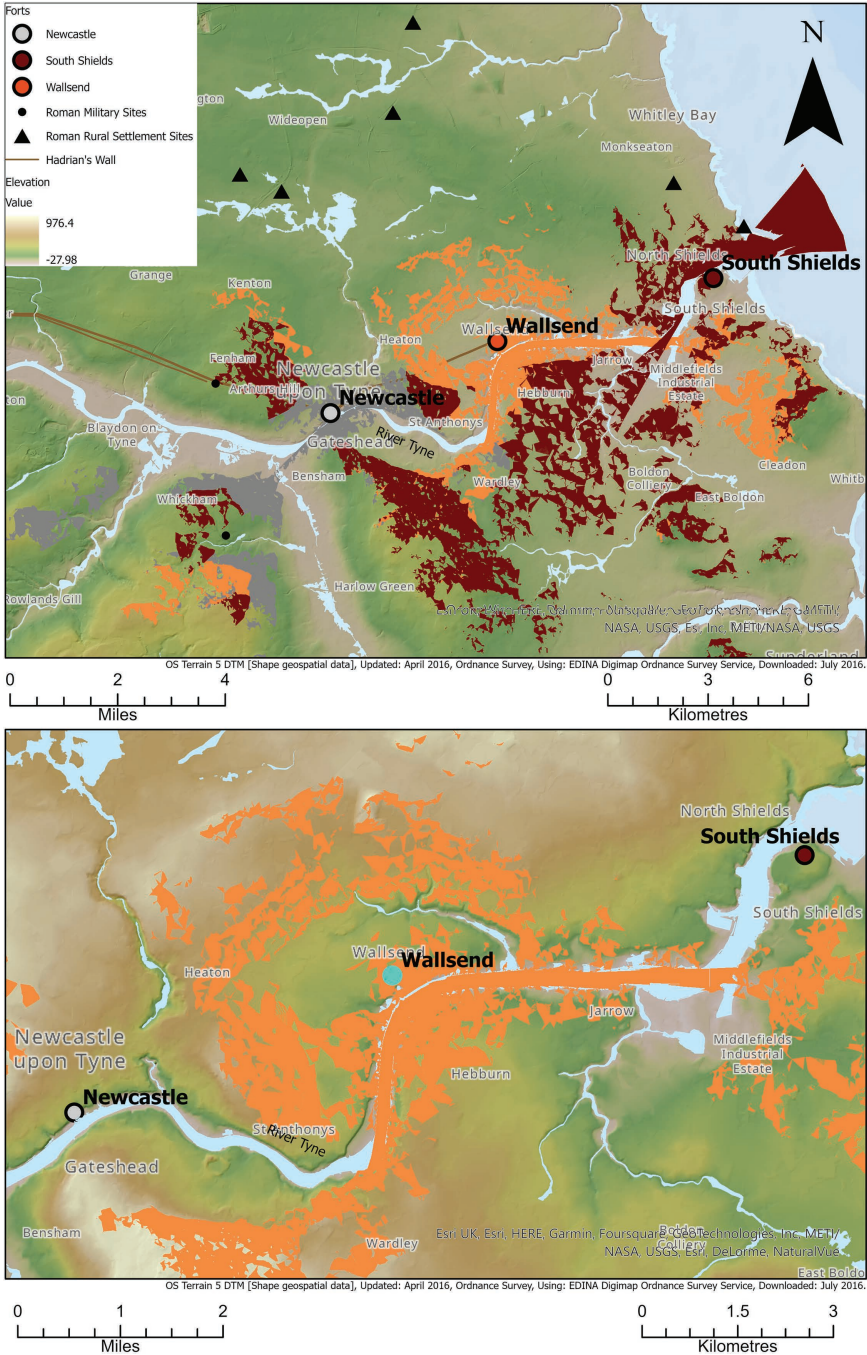 Forts
Newcastle
South Shields
Wallsend
Roman Military Sites
Roman Rural Settlement Sites
Hadrian's Wall
Elevation
Value
976.4
-27.98
N
ngton
Wideopen
Whitley Bay
Monkseaton
Grange
Kenton
North Shields
South Shields
South Shields
Heaton
Wallsend
Wallsend
Jarrow
Middlefields
Industrial
Estate
Fenham
Newcastle
upon Tyne
Arthurs Hill
Hebburn
Newcastle
ton
Blaydon on
Tyne
St Anthonys
River Tyne
Gateshead
Bensham
Wardley
Boldon
Colliery
Cleadon
Whitb
East Boldon
Whickham
Harlow Green
Rowlands Gill
NASA, USGS, Esri, Inc, METI/NASA, USGS
Sunderland
OS Terrain 5 DTM [Shape geospatial data], Updated: April 2016, Ordnance Survey, Using: EDINA Digimap Ordnance Survey Service, Downloaded: July 2016.
0 2 4
Miles
0 3 6
Kilometres
North Shields
South Shields
South Shields
Wallsend
Wallsend
Heaton
Jarrow
Newcastle
upon Tyne
Middlefields
Industrial
Estate
Hebburn
Newcastle
St Anthonys
River Tyne
Gateshead
Bensham
Wardley
Esri UK, Esri, HERE, Garmin, Foursquare, GeoTechnologies, Inc, METI/
Boldon
Colliery
NASA, USGS, Esri, DeLorme, NaturalVue
East Boldo
OS Terrain 5 DTM [Shape geospatial data], Updated: April 2016, Ordnance Survey, Using: EDINA Digimap Ordnance Survey Service, Downloaded: July 2016.
0 1 2
Miles
0 1.5 3
Kilometres